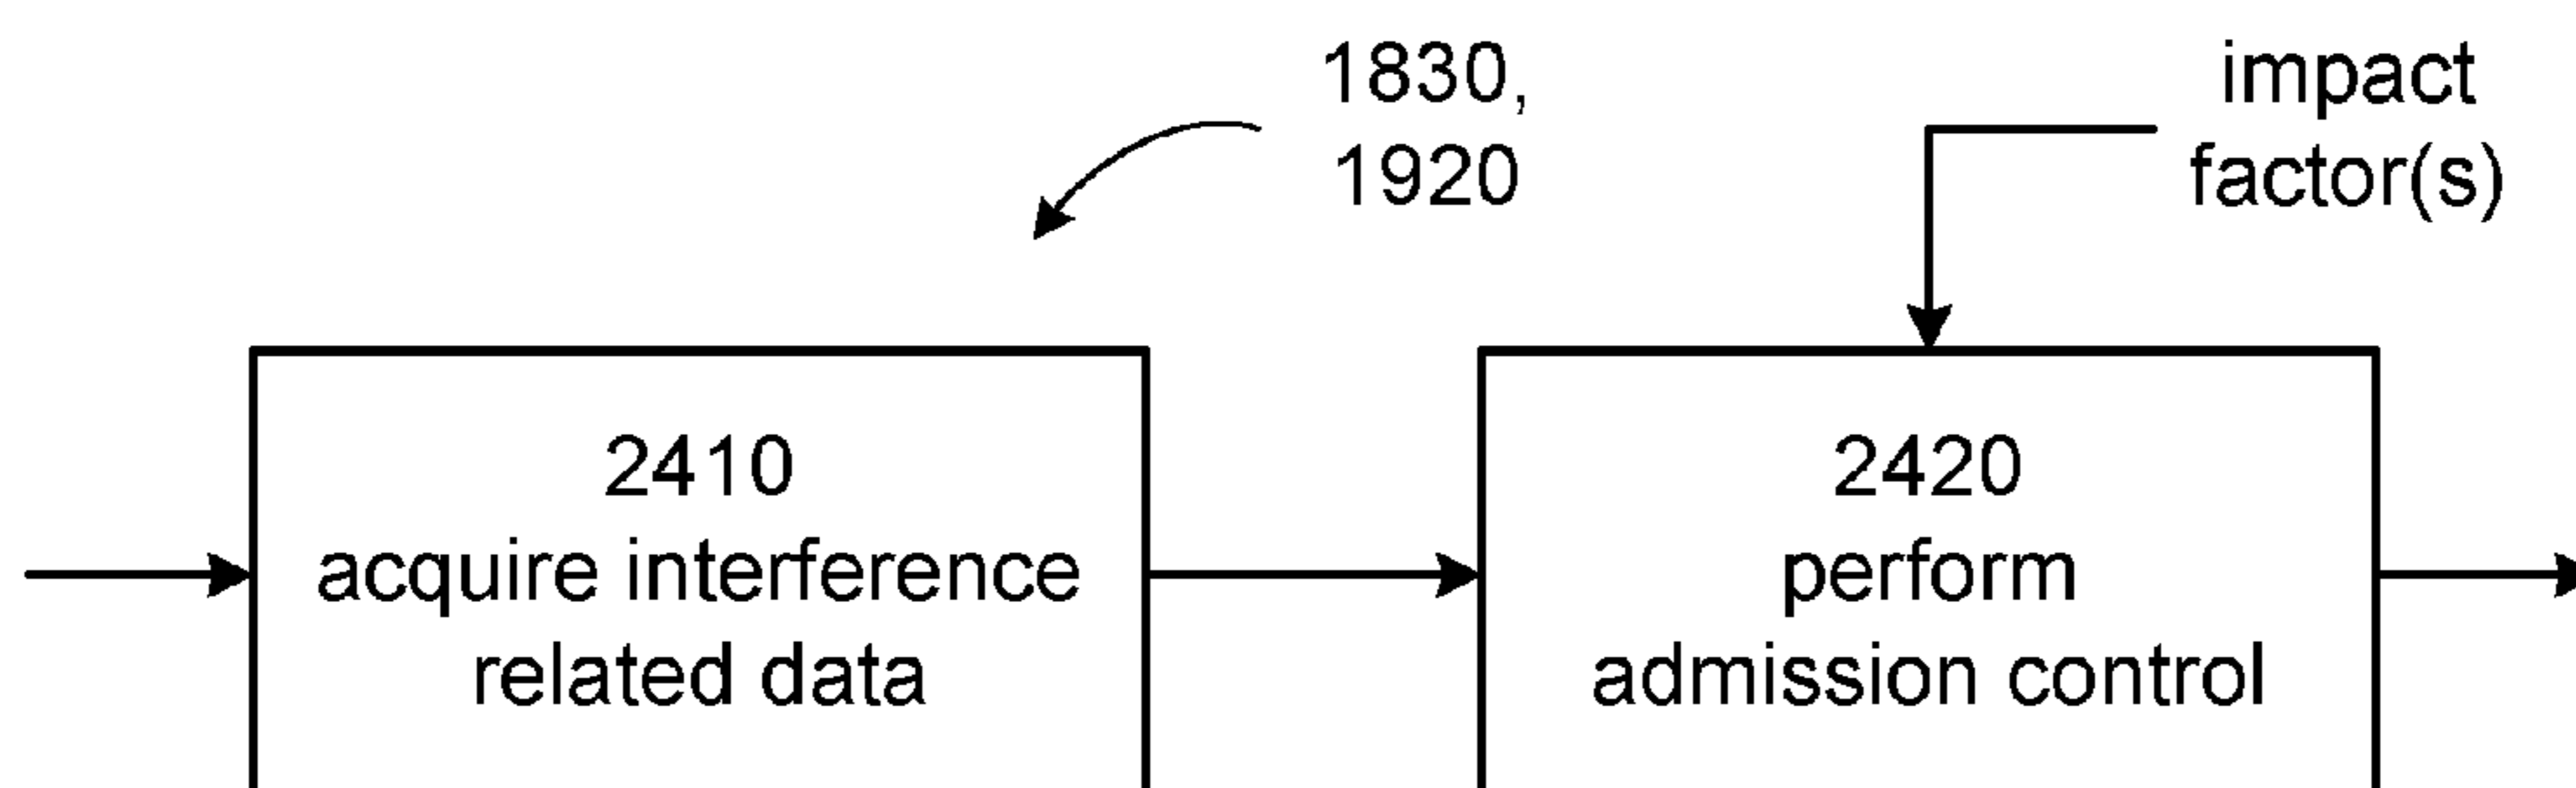 1830,
1920
impact
factor(s)
2410
acquire interference
related data
2420
perform
admission control